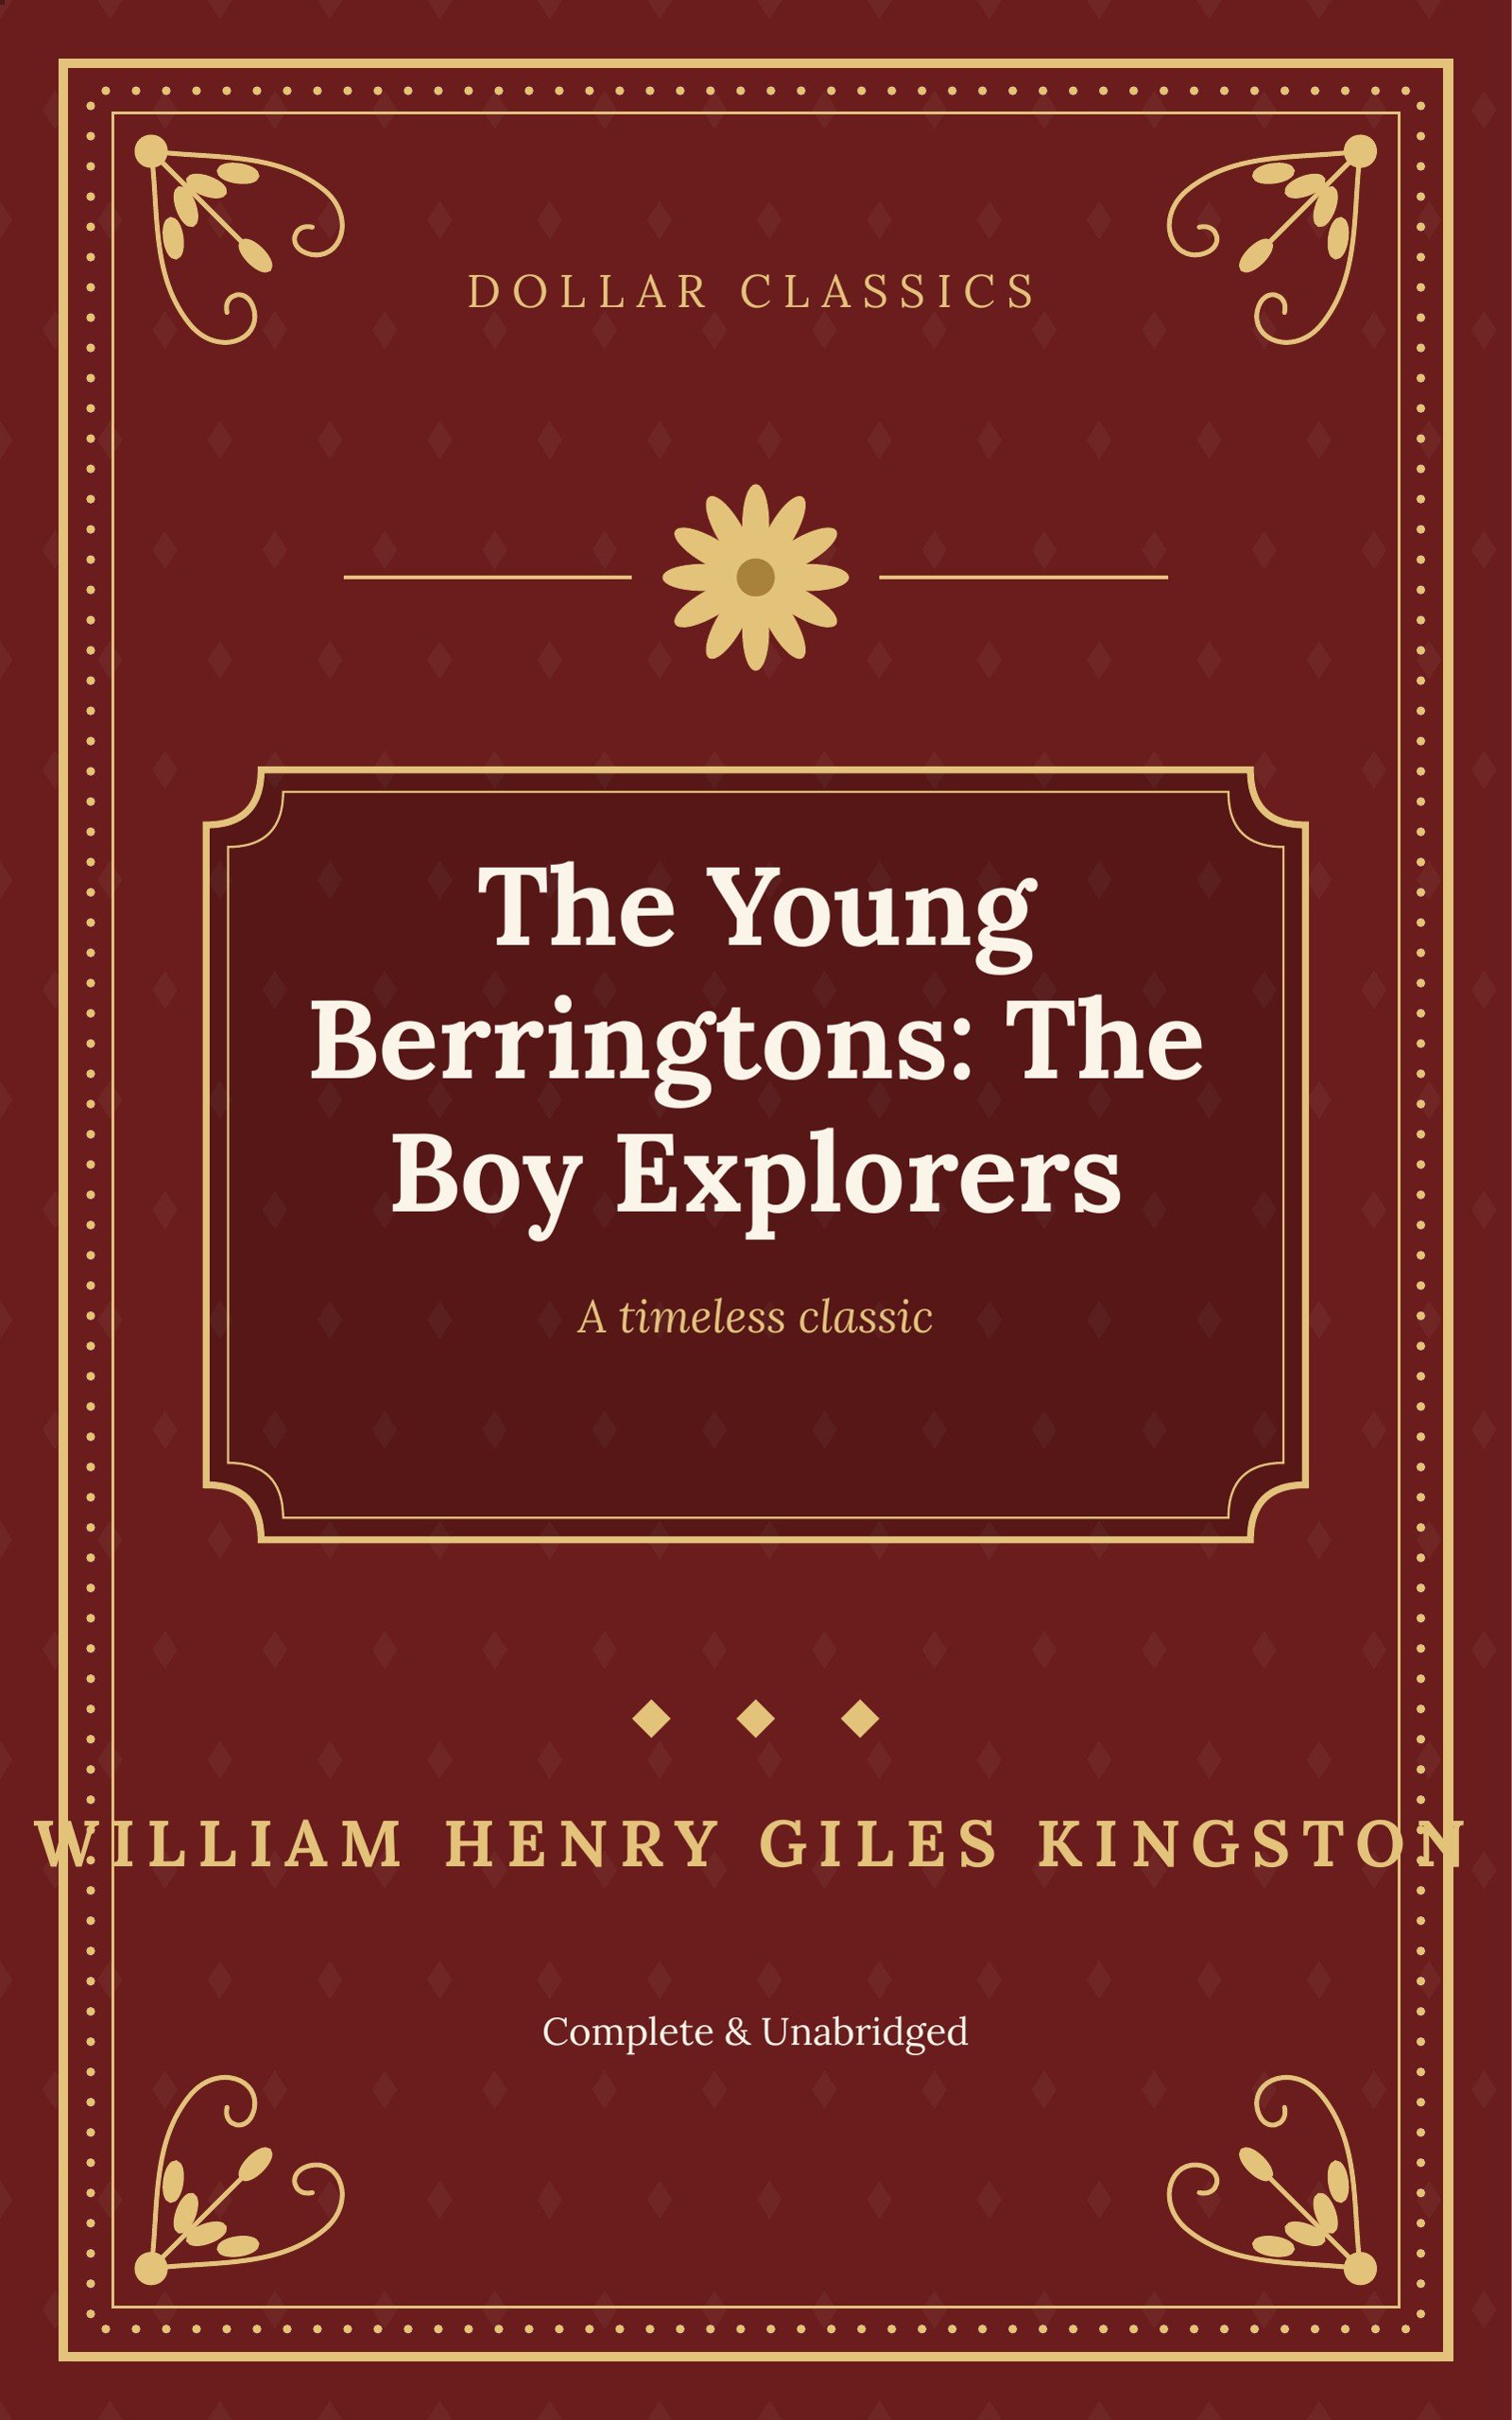 DOLLAR CLASSICS
The Young
Berringtons: The
Boy Explorers
A timeless classic
WILLIAM HENRY GILES KINGSTON
Complete & Unabridged